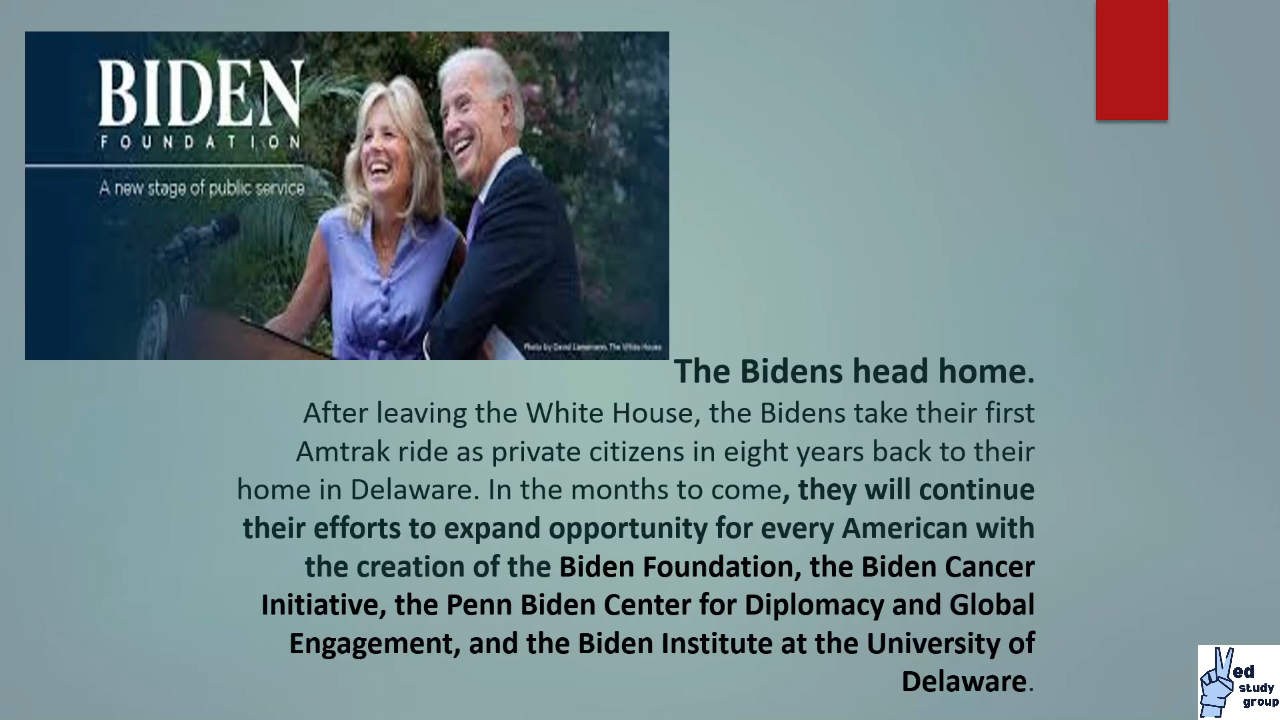 BIDEN
FOUNDATION
A new stage of public service
The White House
The Bidens head home.
After leaving the White House, the Bidens take their first
Amtrak ride as private citizens in eight years back to their
home in Delaware. In the months to come, they will continue
their efforts to expand opportunity for every American with
the creation of the Biden Foundation, the Biden Cancer
Initiative, the Penn Biden Center for Diplomacy and Global
Engagement, and the Biden Institute at the University of
Delaware.
ed
study
group